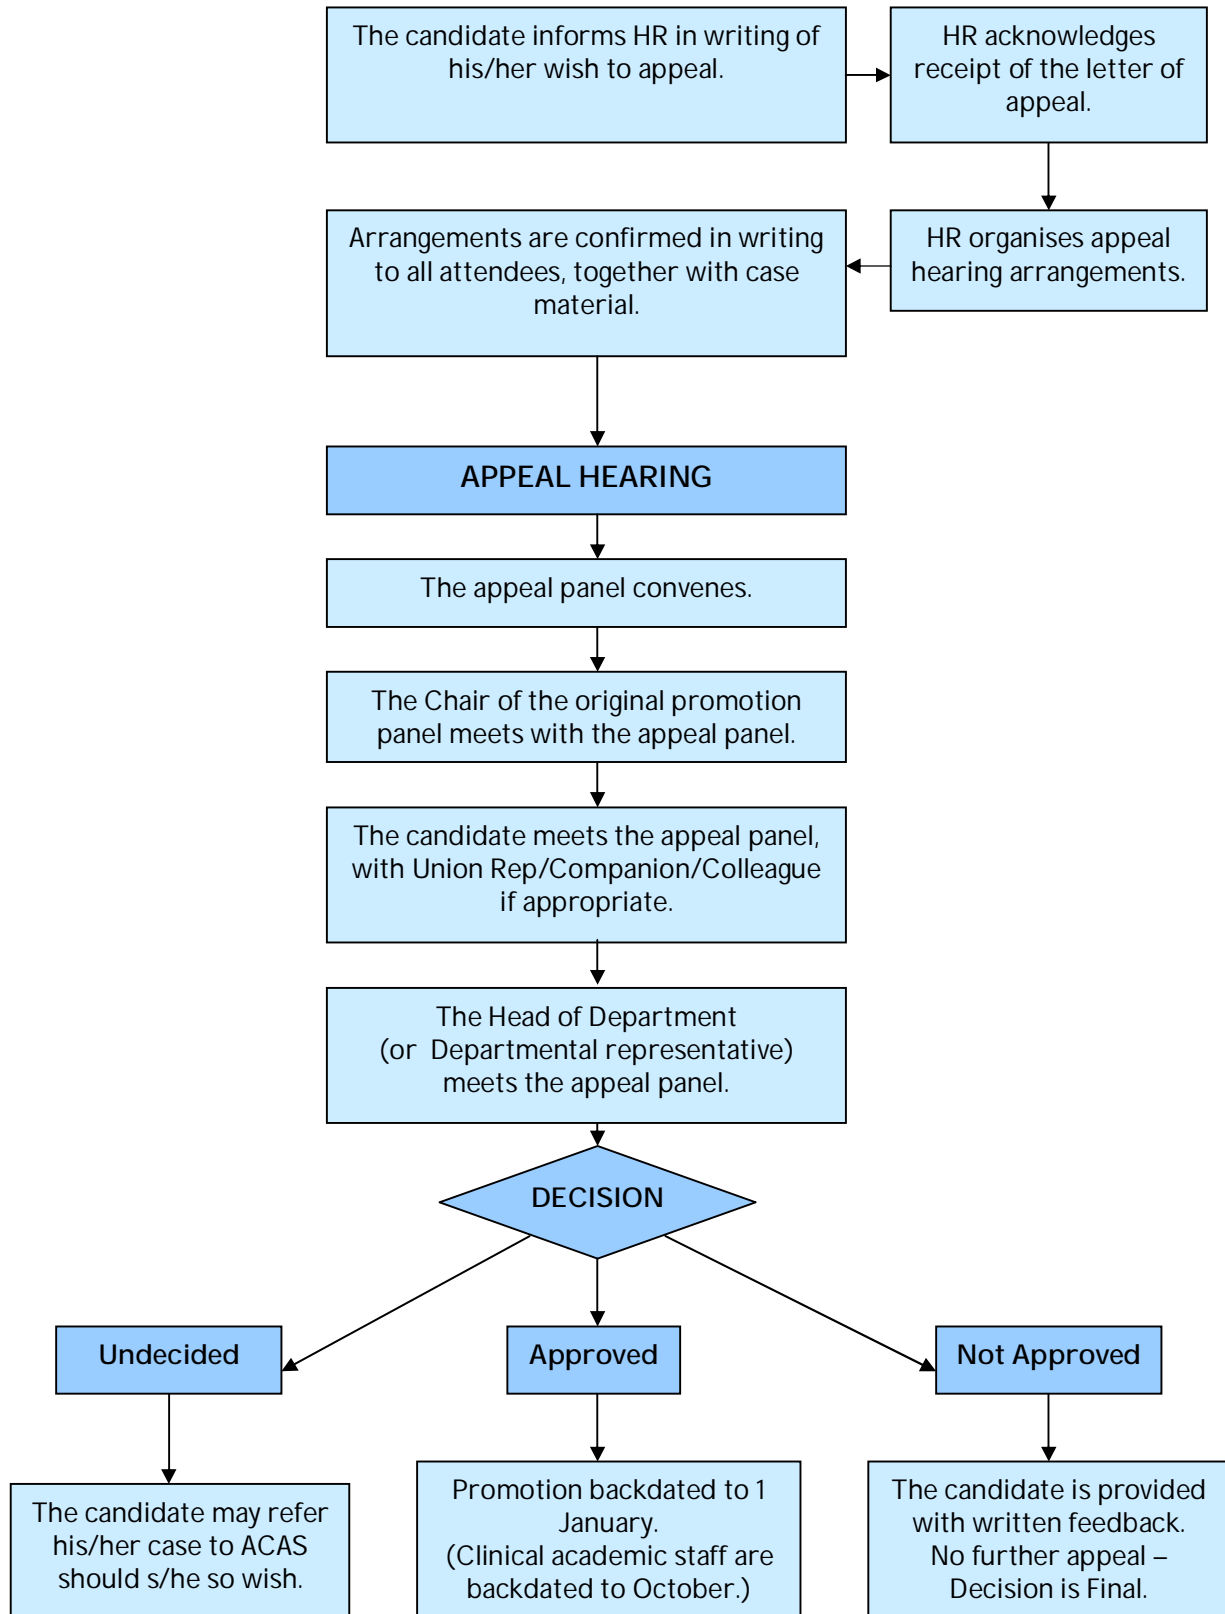 The candidate informs HR in writing of
his/her wish to appeal.
HR acknowledges
receipt of the letter of
appeal.
HR organises appeal
hearing arrangements.
Arrangements are confirmed in writing
to all attendees, together with case
material.
APPEAL HEARING
The appeal panel convenes.
The Chair of the original promotion
panel meets with the appeal panel.
The candidate meets the appeal panel,
with Union Rep/Companion/Colleague
if appropriate.
The Head of Department
(or Departmental representative)
meets the appeal panel.
DECISION
Undecided
The candidate may refer
his/her case to ACAS
should s/he so wish.
Approved
Promotion backdated to 1
January.
(Clinical academic staff are
backdated to October.)
Not Approved
The candidate is provided
with written feedback.
No further appeal –
Decision is Final.